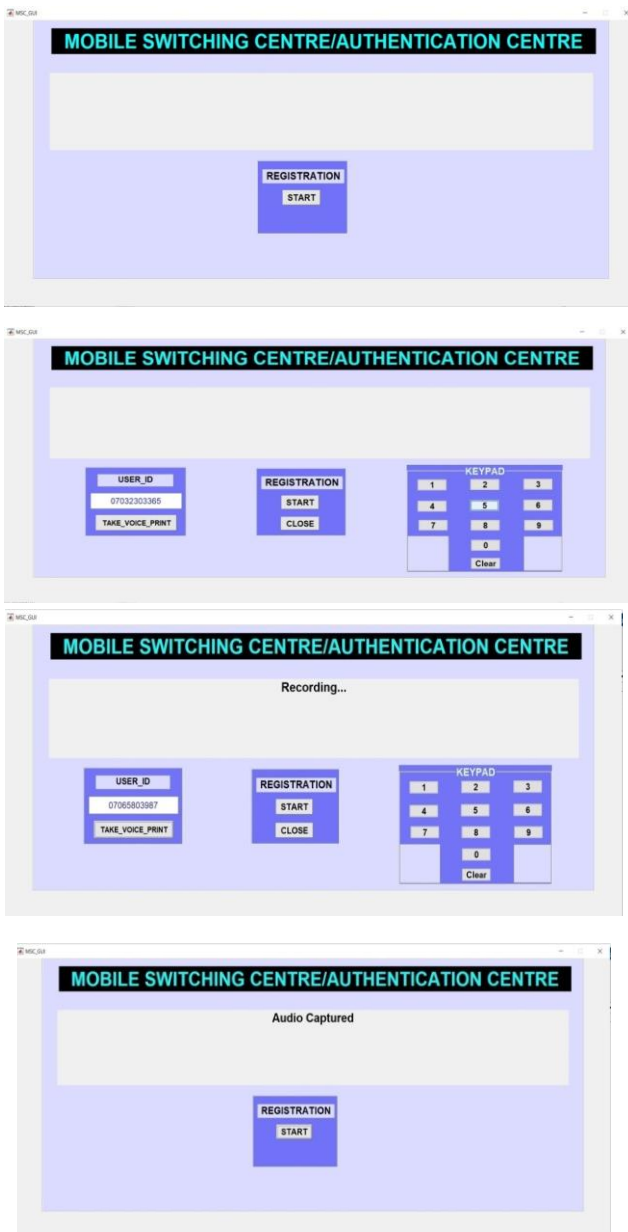 MSC_GUI
MOBILE SWITCHING CENTRE/AUTHENTICATION CENTRE
REGISTRATION
START
MSC_GUI
MOBILE SWITCHING CENTRE/AUTHENTICATION CENTRE
USER_ID
07032303365
TAKE_VOICE_PRINT
REGISTRATION
START
CLOSE
KEYPAD
1 2 3
4 5 6
7 8 9
0
Clear
MSC_GUI
MOBILE SWITCHING CENTRE/AUTHENTICATION CENTRE
Recording...
USER_ID
07065803987
TAKE_VOICE_PRINT
REGISTRATION
START
CLOSE
KEYPAD
1 2 3
4 5 6
7 8 9
0
Clear
MSC_GUI
MOBILE SWITCHING CENTRE/AUTHENTICATION CENTRE
Audio Captured
REGISTRATION
START